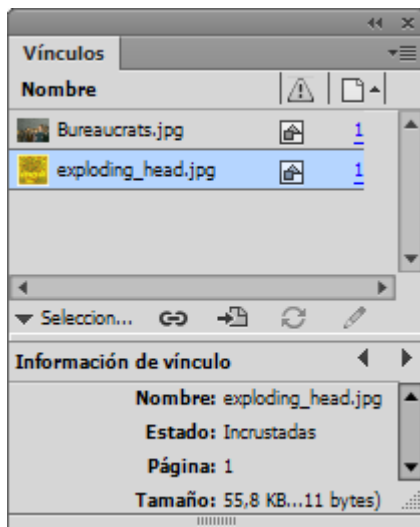 Vínculos
Nombre
Bureaucrats.jpg 1
exploding_head.jpg 1
Seleccion...
Información de vínculo
Nombre: exploding_head.jpg
Estado: Incrustadas
Página: 1
Tamaño: 55,8 KB...11 bytes)